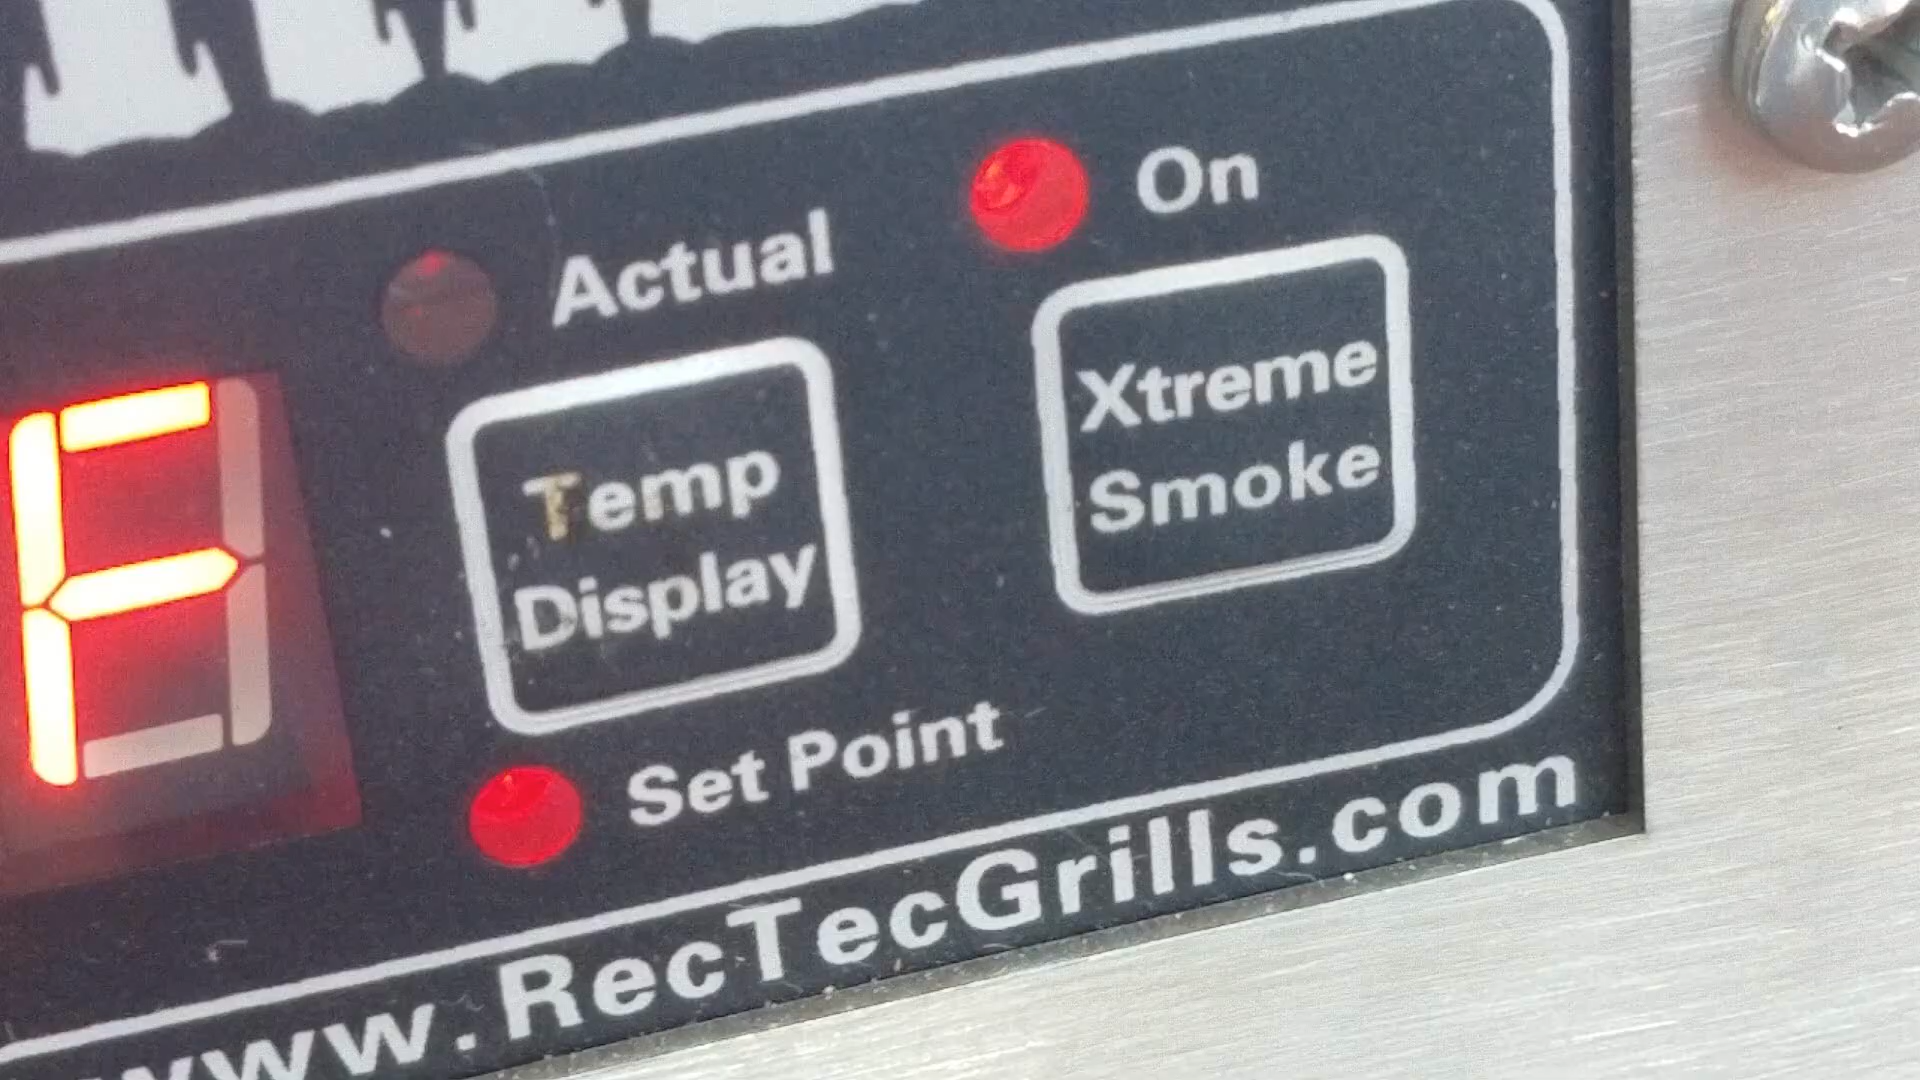 On
Actual
Xtreme
Smoke
Temp
Display
F
Set Point
www.RecTecGrills.com